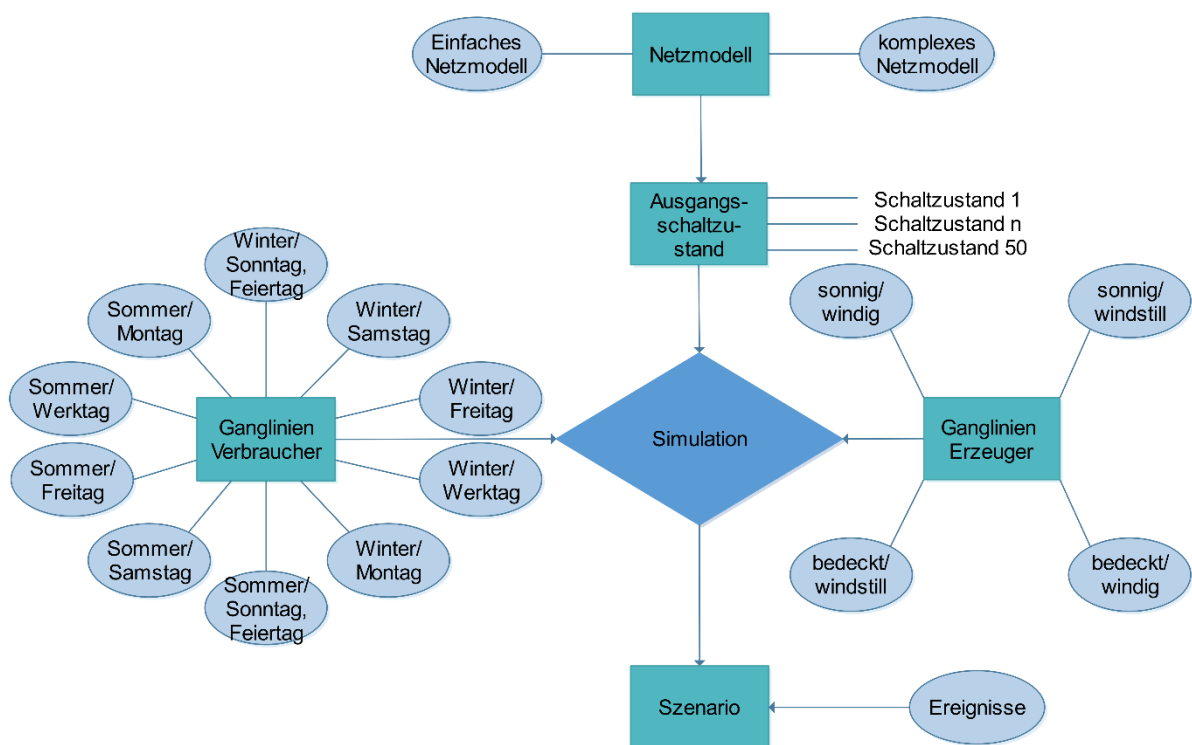 Einfaches
Netzmodell
Netzmodell
komplexes
Netzmodell
Ausgangs-
schaltzu-
stand
Schaltzustand 1
Schaltzustand n
Schaltzustand 50
Winter/
Sonntag,
Feiertag
Sommer/
Montag
Winter/
Samstag
Sommer/
Werktag
Winter/
Freitag
Ganglinien
Verbraucher
Sommer/
Freitag
Winter/
Werktag
Sommer/
Samstag
Winter/
Montag
Sommer/
Sonntag,
Feiertag
Simulation
sonnig/
windig
sonnig/
windstill
Ganglinien
Erzeuger
bedeckt/
windstill
bedeckt/
windig
Szenario
Ereignisse